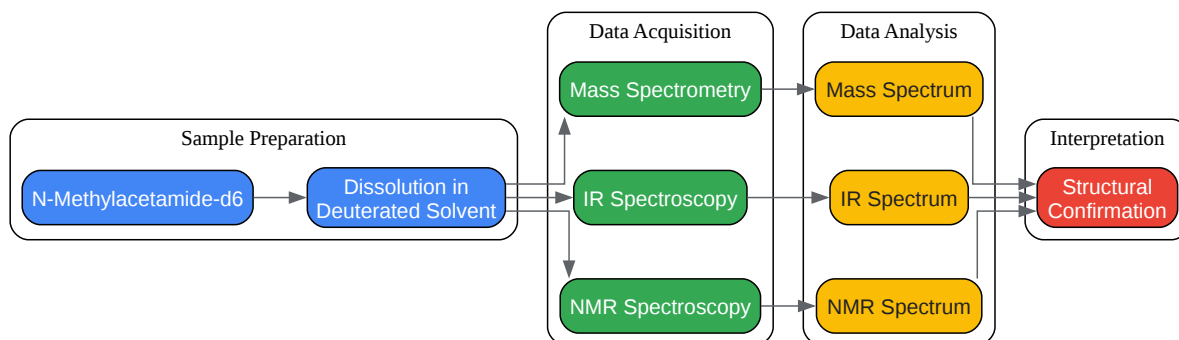 Sample Preparation
N-Methylacetamide-d6
Dissolution in
Deuterated Solvent
Data Acquisition
Mass Spectrometry
IR Spectroscopy
NMR Spectroscopy
Data Analysis
Mass Spectrum
IR Spectrum
NMR Spectrum
Interpretation
Structural
Confirmation